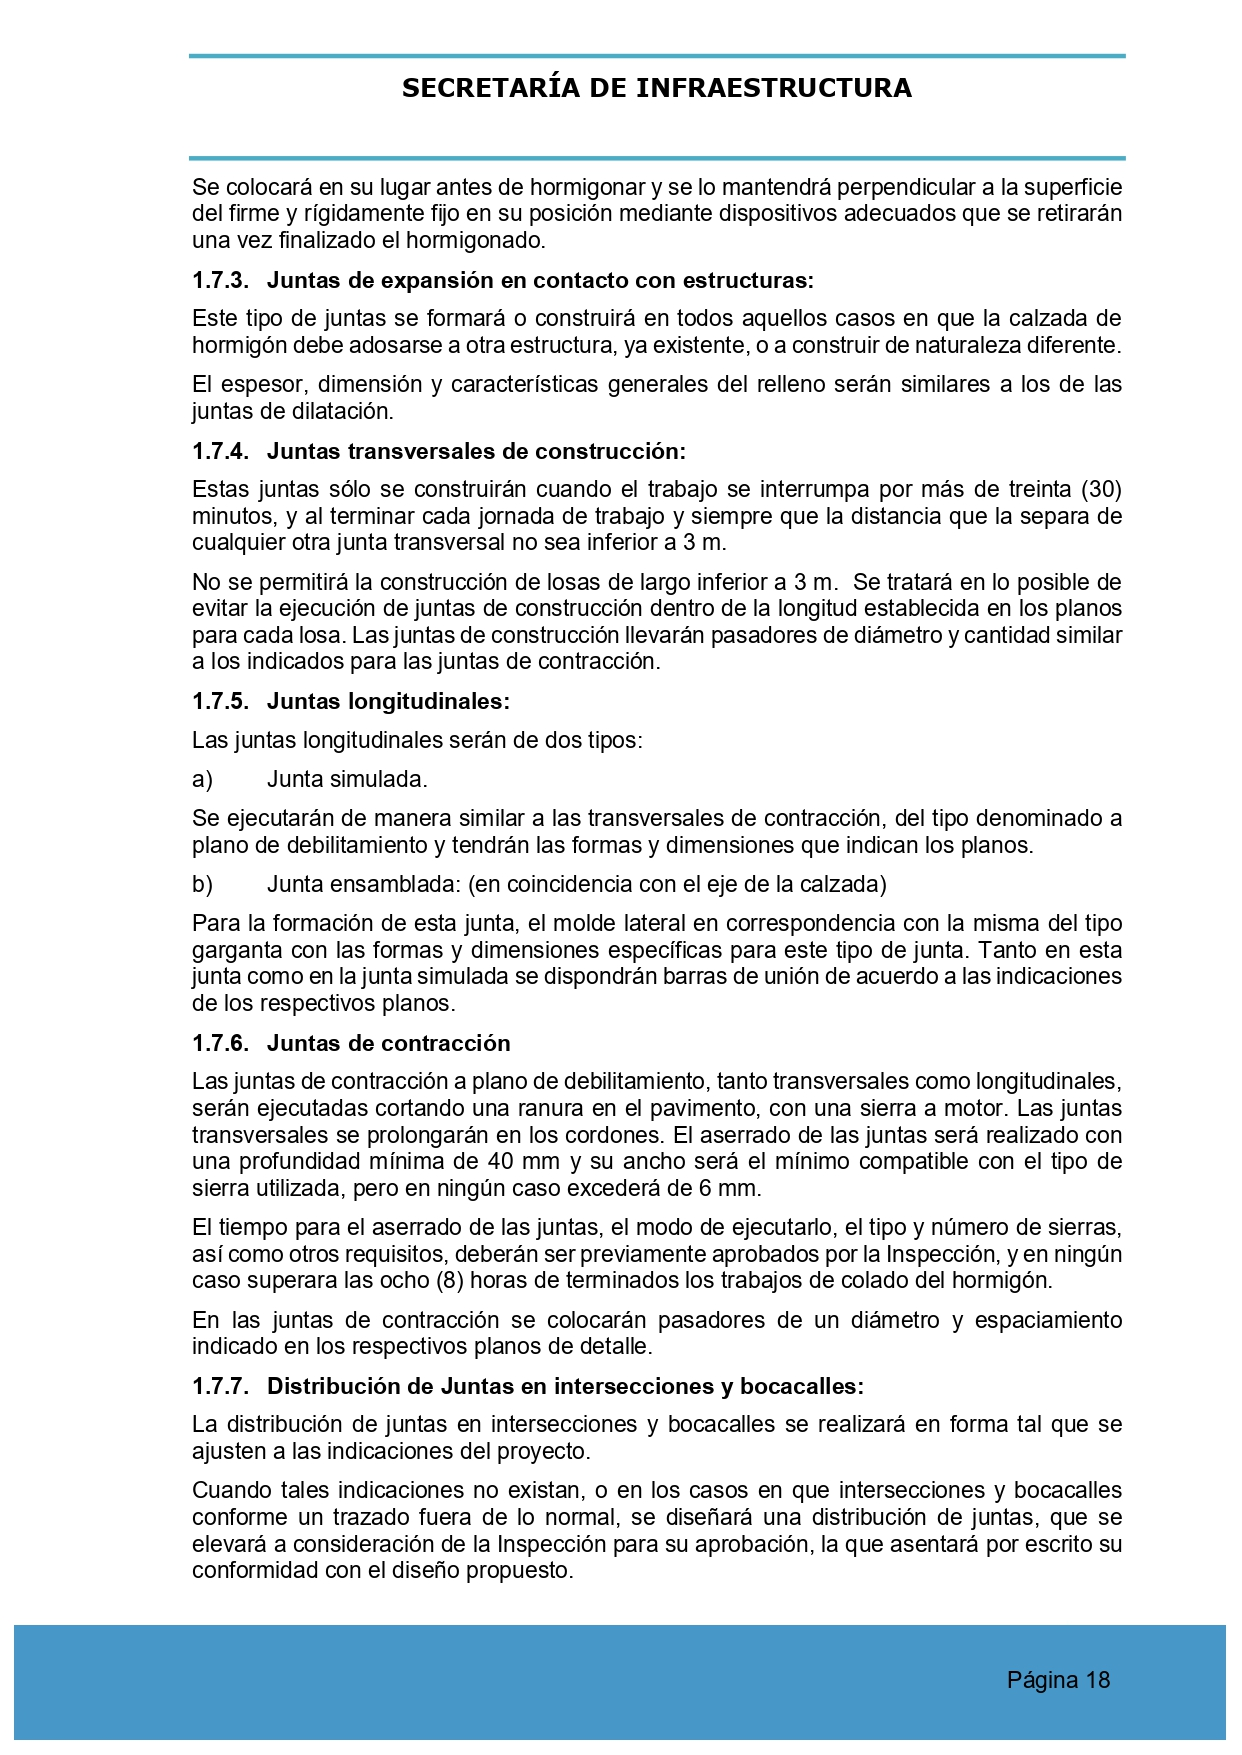 SECRETARÍA DE INFRAESTRUCTURA
Se colocará en su lugar antes de hormigonar y se lo mantendrá perpendicular a la superficie
del firme y rígidamente fijo en su posición mediante dispositivos adecuados que se retirarán
una vez finalizado el hormigonado.
1.7.3. Juntas de expansión en contacto con estructuras:
Este tipo de juntas se formará o construirá en todos aquellos casos en que la calzada de
hormigón debe adosarse a otra estructura, ya existente, o a construir de naturaleza diferente.
El espesor, dimensión y características generales del relleno serán similares a los de las
juntas de dilatación.
1.7.4. Juntas transversales de construcción:
Estas juntas sólo se construirán cuando el trabajo se interrumpa por más de treinta (30)
minutos, y al terminar cada jornada de trabajo y siempre que la distancia que la separa de
cualquier otra junta transversal no sea inferior a 3 m.
No se permitirá la construcción de losas de largo inferior a 3 m. Se tratará en lo posible de
evitar la ejecución de juntas de construcción dentro de la longitud establecida en los planos
para cada losa. Las juntas de construcción llevarán pasadores de diámetro y cantidad similar
a los indicados para las juntas de contracción.
1.7.5. Juntas longitudinales:
Las juntas longitudinales serán de dos tipos:
a) Junta simulada.
Se ejecutarán de manera similar a las transversales de contracción, del tipo denominado a
plano de debilitamiento y tendrán las formas y dimensiones que indican los planos.
b) Junta ensamblada: (en coincidencia con el eje de la calzada)
Para la formación de esta junta, el molde lateral en correspondencia con la misma del tipo
garganta con las formas y dimensiones específicas para este tipo de junta. Tanto en esta
junta como en la junta simulada se dispondrán barras de unión de acuerdo a las indicaciones
de los respectivos planos.
1.7.6. Juntas de contracción
Las juntas de contracción a plano de debilitamiento, tanto transversales como longitudinales,
serán ejecutadas cortando una ranura en el pavimento, con una sierra a motor. Las juntas
transversales se prolongarán en los cordones. El aserrado de las juntas será realizado con
una profundidad mínima de 40 mm y su ancho será el mínimo compatible con el tipo de
sierra utilizada, pero en ningún caso excederá de 6 mm.
El tiempo para el aserrado de las juntas, el modo de ejecutarlo, el tipo y número de sierras,
así como otros requisitos, deberán ser previamente aprobados por la Inspección, y en ningún
caso superara las ocho (8) horas de terminados los trabajos de colado del hormigón.
En las juntas de contracción se colocarán pasadores de un diámetro y espaciamiento
indicado en los respectivos planos de detalle.
1.7.7. Distribución de Juntas en intersecciones y bocacalles:
La distribución de juntas en intersecciones y bocacalles se realizará en forma tal que se
ajusten a las indicaciones del proyecto.
Cuando tales indicaciones no existan, o en los casos en que intersecciones y bocacalles
conforme un trazado fuera de lo normal, se diseñará una distribución de juntas, que se
elevará a consideración de la Inspección para su aprobación, la que asentará por escrito su
conformidad con el diseño propuesto.
Página 18